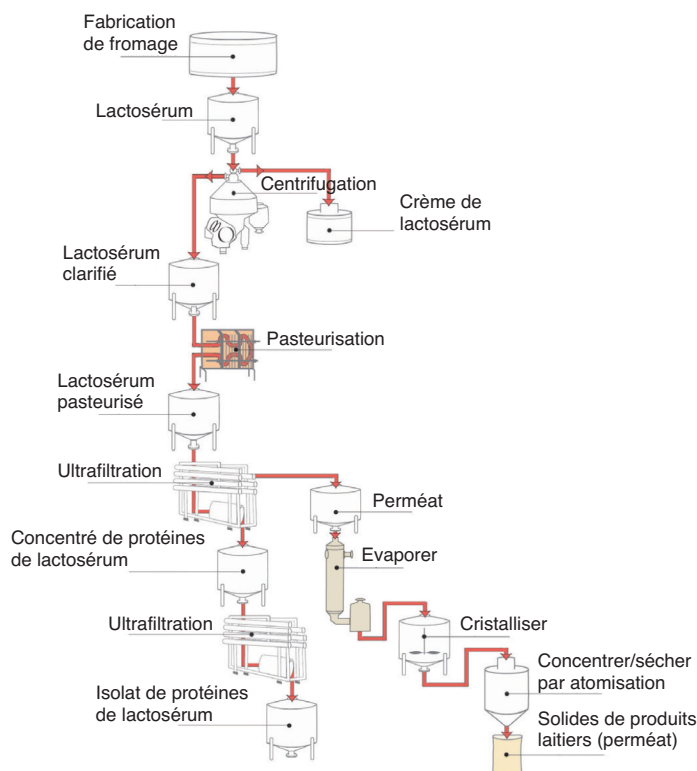 Fabrication
de fromage
Lactosérum
Centrifugation
Crème de
lactosérum
Lactosérum
clarifié
Pasteurisation
Lactosérum
pasteurisé
Ultrafiltration
Perméat
Concentré de protéines
de lactosérum
Evaporer
Ultrafiltration
Cristalliser
Concentrer/sécher
par atomisation
Isolat de protéines
de lactosérum
Solides de produits
laitiers (perméat)